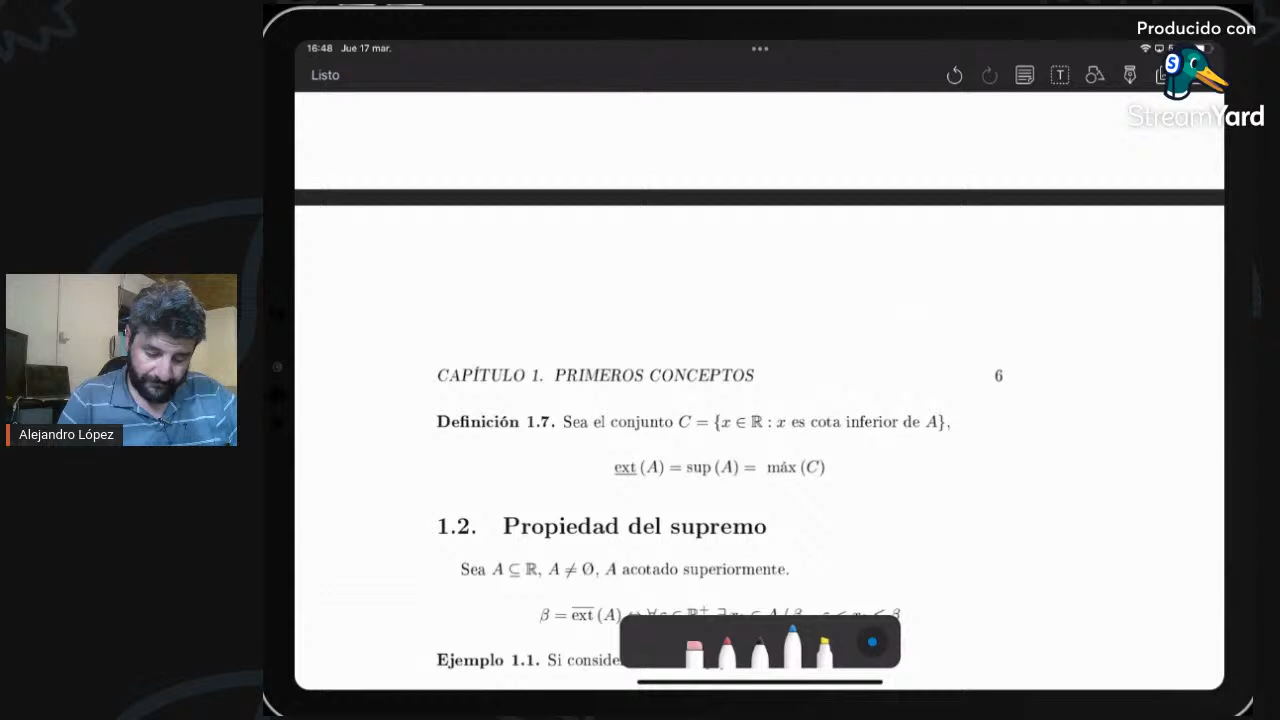 Producido con
StreamYard
16:48 Jue 17 mar.
Listo
CAPÍTULO 1. PRIMEROS CONCEPTOS 6
Definición 1.7. Sea el conjunto C = {x ∈ ℝ : x es cota inferior de A},
ext (A) = sup (A) = máx (C)
1.2. Propiedad del supremo
Sea A ⊆ ℝ, A ≠ Ø, A acotado superiormente.
β = ext (A)
Ejemplo 1.1. Si
Alejandro López